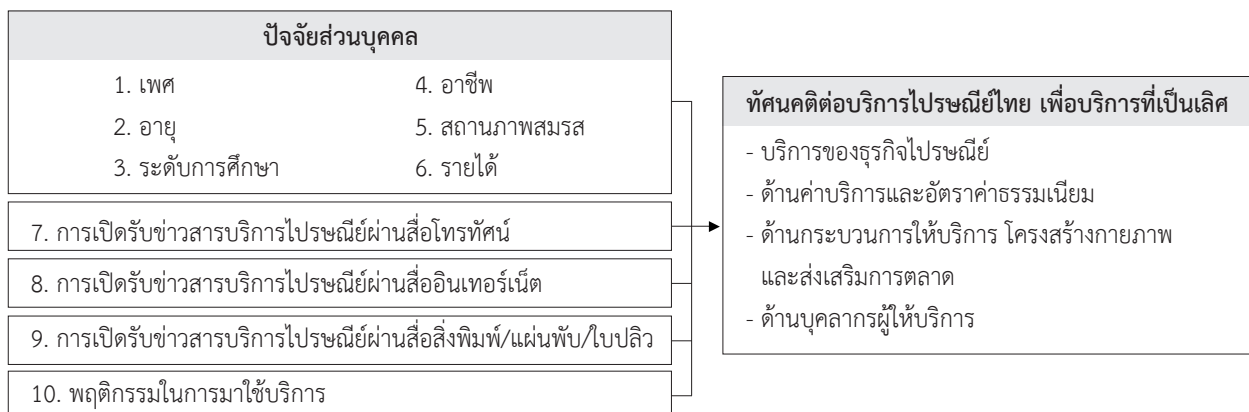 ปัจจัยส่วนบุคคล
1. เพศ
2. อายุ
3. ระดับการศึกษา
4. อาชีพ
5. สถานภาพสมรส
6. รายได้
7. การเปิดรับข่าวสารบริการไปรษณีย์ผ่านสื่อโทรทัศน์
8. การเปิดรับข่าวสารบริการไปรษณีย์ผ่านสื่ออินเทอร์เน็ต
9. การเปิดรับข่าวสารบริการไปรษณีย์ผ่านสื่อสิ่งพิมพ์/แผ่นพับ/ใบปลิว
10. พฤติกรรมในการมาใช้บริการ
ทัศนคติต่อบริการไปรษณีย์ไทย เพื่อบริการที่เป็นเลิศ
- บริการของธุรกิจไปรษณีย์
- ด้านค่าบริการและอัตราค่าธรรมเนียม
- ด้านกระบวนการให้บริการ โครงสร้างกายภาพ
และส่งเสริมการตลาด
- ด้านบุคลากรผู้ให้บริการ